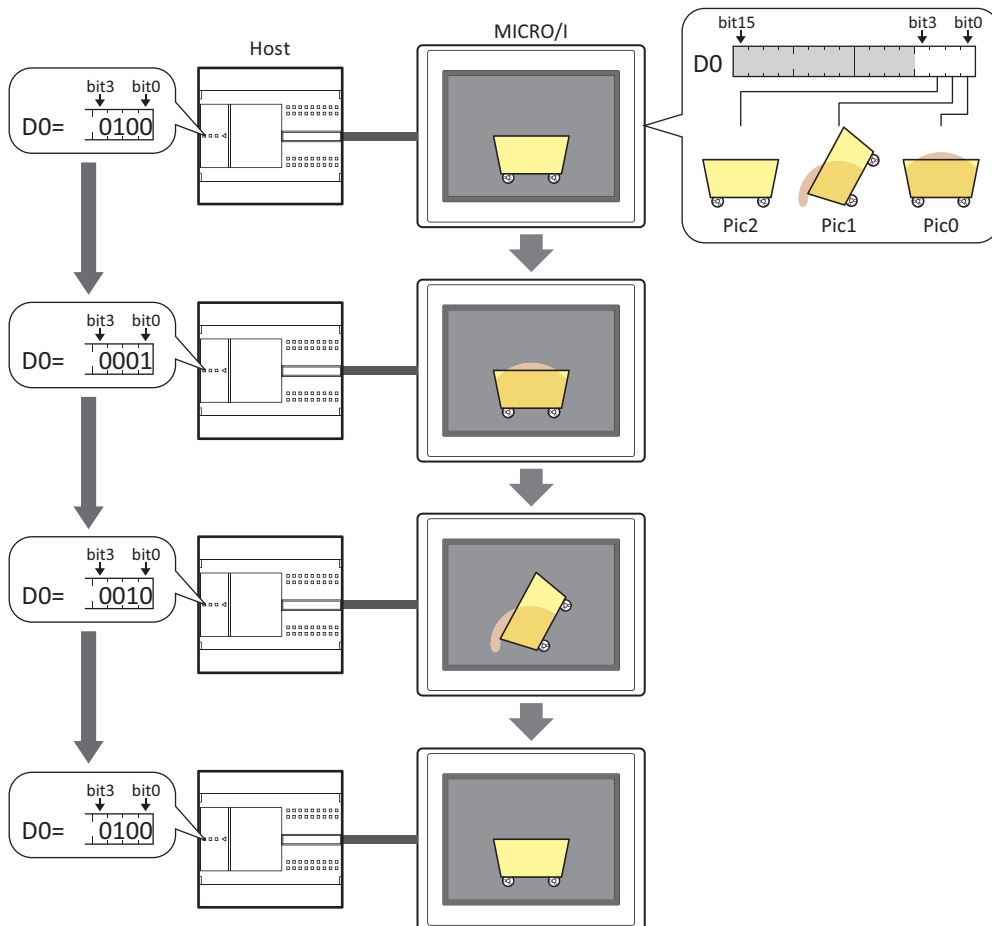 Host
MICRO/I
bit15 bit3 bit0
D0
Pic2 Pic1 Pic0
bit3 bit0
D0= 0100
bit3 bit0
D0= 0001
bit3 bit0
D0= 0010
bit3 bit0
D0= 0100